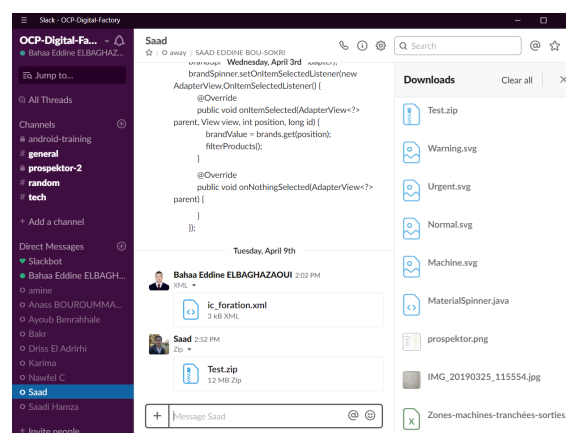 Slack - OCP-Digital-Factory
OCP-Digital-Fa...
Bahaa Eddine ELBAGHAZ...
Jump to...
All Threads
Channels
android-training
# general
prospektor-2
# random
# tech
+ Add a channel
Direct Messages
Slackbot
Bahaa Eddine ELBAGH...
amine
Anass BOUROUMMA...
Ayoub Benrahhale
Bakr
Driss El Adrirhi
Karima
Nawfel C
Saad
Saadi Hamza
+ Invite people
Saad
away | SAAD EDDINE BOU-SOKRI
Wednesday, April 3rd
brandSpinner.setOnItemSelectedListener(new
AdapterView.OnItemSelectedListener() {
@Override
public void onItemSelected(AdapterView<?>
parent, View view, int position, long id) {
brandValue = brands.get(position);
filterProducts();
}
@Override
public void onNothingSelected(AdapterView<?>
parent) {
}
});
Tuesday, April 9th
Bahaa Eddine ELBAGHAZAOUI 2:02 PM
XML
ic_foration.xml
3 kB XML
Saad 2:52 PM
Zip
Test.zip
12 MB Zip
+ Message Saad @
Search @
Downloads Clear all
Test.zip
Warning.svg
Urgent.svg
Normal.svg
Machine.svg
MaterialSpinner.java
prospektor.png
IMG_20190325_115554.jpg
Zones-machines-tranchées-sorties